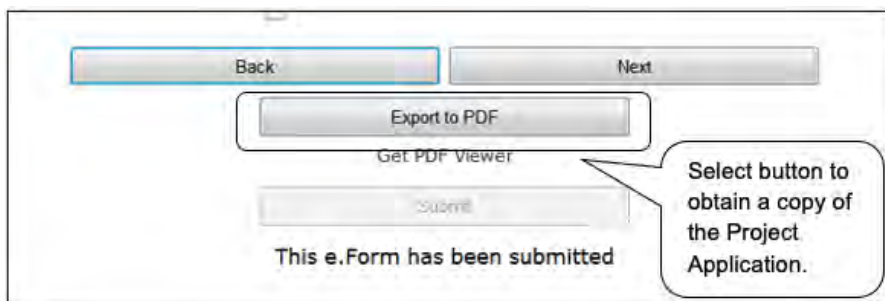 Back
Next
Export to PDF
Get PDF Viewer
Submit
This e.Form has been submitted
Select button to
obtain a copy of
the Project
Application.